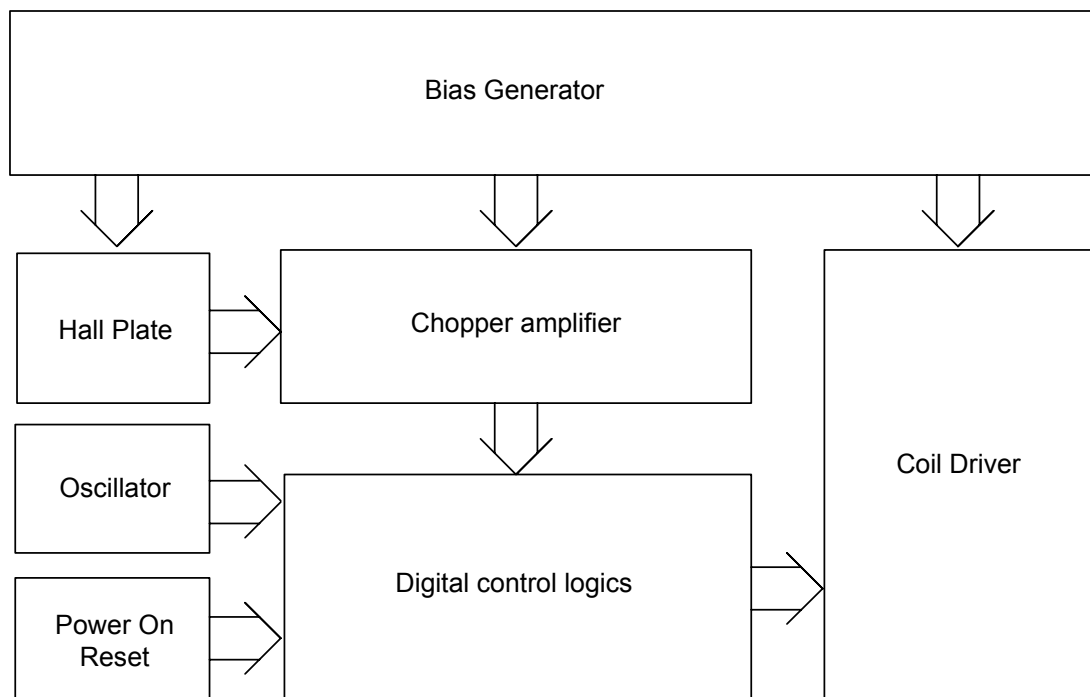 Bias Generator
Hall Plate
Chopper amplifier
Oscillator
Coil Driver
Digital control logics
Power On
Reset